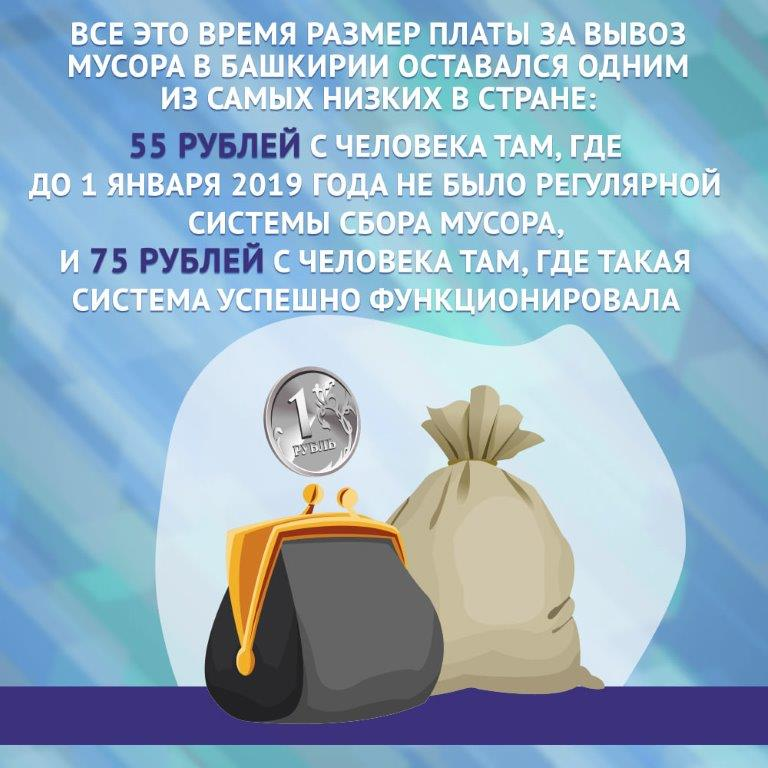 ВСЕ ЭТО ВРЕМЯ РАЗМЕР ПЛАТЫ ЗА ВЫВОЗ
МУСОРА В БАШКИРИИ ОСТАВАЛСЯ ОДНИМ
ИЗ САМЫХ НИЗКИХ В СТРАНЕ:
55 РУБЛЕЙ С ЧЕЛОВЕКА ТАМ, ГДЕ
ДО 1 ЯНВАРЯ 2019 ГОДА НЕ БЫЛО РЕГУЛЯРНОЙ
СИСТЕМЫ СБОРА МУСОРА,
И 75 РУБЛЕЙ С ЧЕЛОВЕКА ТАМ, ГДЕ ТАКАЯ
СИСТЕМА УСПЕШНО ФУНКЦИОНИРОВАЛА
1
РУБЛЬ